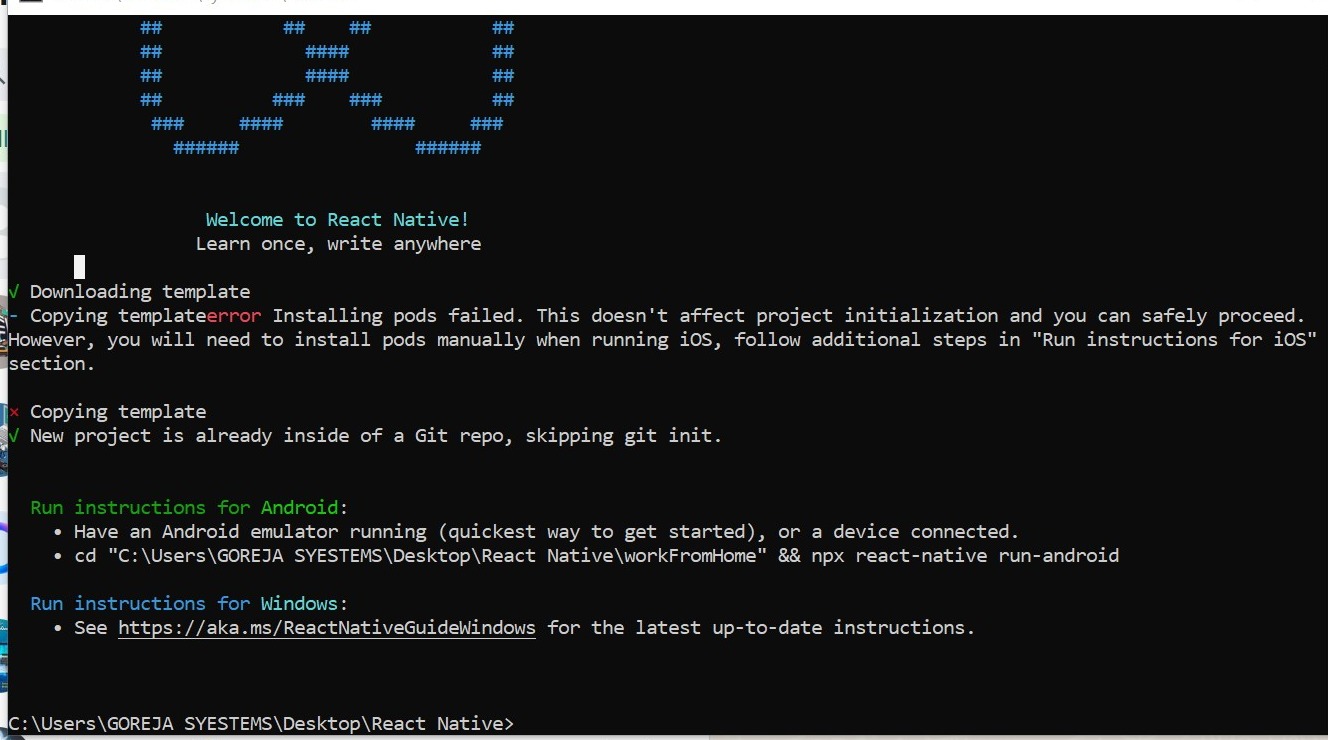 ##           ##    ##           ##
##             ####             ##
##             ####             ##
##          ###    ###          ##
###     ####        ####     ###
######                ######
Welcome to React Native!
Learn once, write anywhere
√ Downloading template
- Copying templateerror Installing pods failed. This doesn't affect project initialization and you can safely proceed.
However, you will need to install pods manually when running iOS, follow additional steps in "Run instructions for iOS"
section.
× Copying template
√ New project is already inside of a Git repo, skipping git init.
Run instructions for Android:
• Have an Android emulator running (quickest way to get started), or a device connected.
• cd "C:\Users\GOREJA SYESTEMS\Desktop\React Native\workFromHome" && npx react-native run-android
Run instructions for Windows:
• See https://aka.ms/ReactNativeGuideWindows for the latest up-to-date instructions.
C:\Users\GOREJA SYESTEMS\Desktop\React Native>